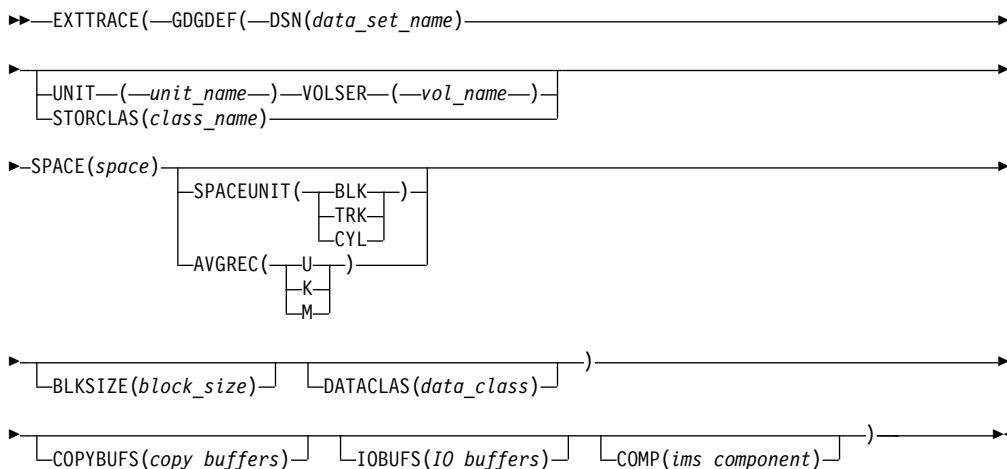 EXTTRACE( GDGDEF( DSN(data_set_name)
UNIT ( unit_name ) VOLSER ( vol_name )
STORCLAS(class_name)
SPACE(space)
SPACEUNIT( BLK )
TRK
CYL
AVGREC( U )
K
M
)
BLKSIZE(block_size) DATACLAS(data_class)
)
COPYBUFS(copy buffers) IOBUFS(IO buffers) COMP(ims component)